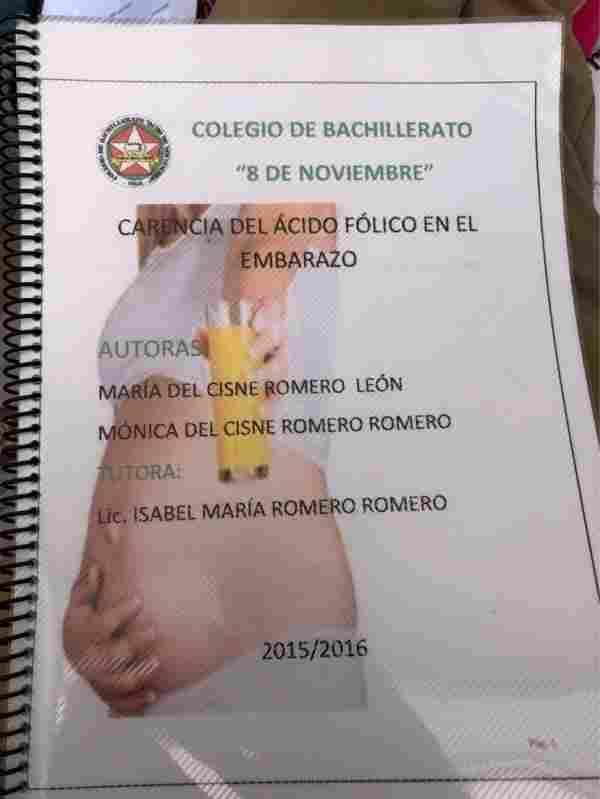 COLEGIO DE BACHILLERATO
“8 DE NOVIEMBRE”
CARENCIA DEL ÁCIDO FÓLICO EN EL
EMBARAZO
AUTORAS
MARÍA DEL CISNE ROMERO LEÓN
MÓNICA DEL CISNE ROMERO ROMERO
TUTORA:
Lic. ISABEL MARÍA ROMERO ROMERO
2015/2016